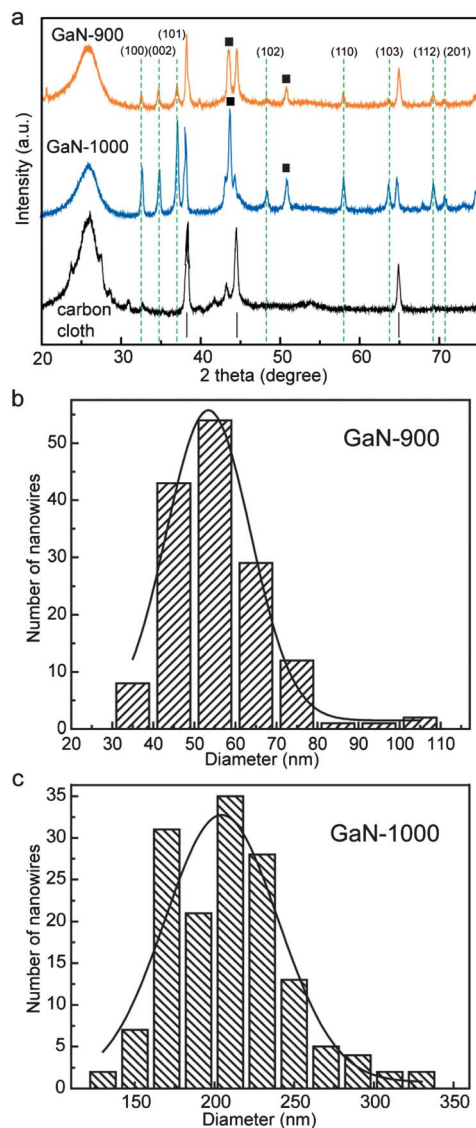 a
GaN-900
(100) (002) (101) (102) (110) (103) (112) (201)
GaN-1000
carbon
cloth
Intensity (a.u.)
20 30 40 50 60 70
2 theta (degree)
b
GaN-900
Number of nanowires
50
40
30
20
10
0
20 30 40 50 60 70 80 90 100 110
Diameter (nm)
c
GaN-1000
Number of nanowires
35
30
25
20
15
10
5
0
150 200 250 300 350
Diameter (nm)